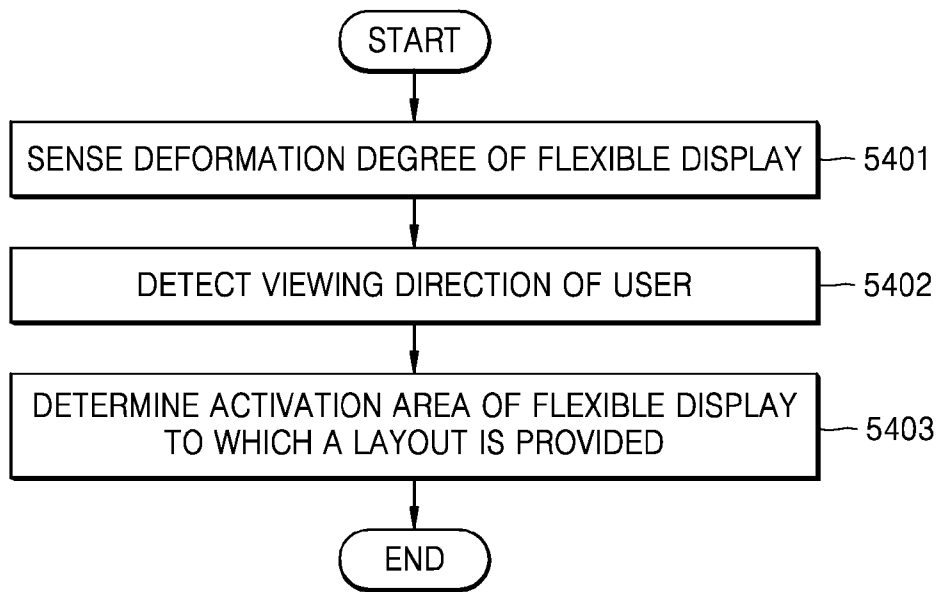 START
SENSE DEFORMATION DEGREE OF FLEXIBLE DISPLAY
5401
DETECT VIEWING DIRECTION OF USER
5402
DETERMINE ACTIVATION AREA OF FLEXIBLE DISPLAY
TO WHICH A LAYOUT IS PROVIDED
5403
END